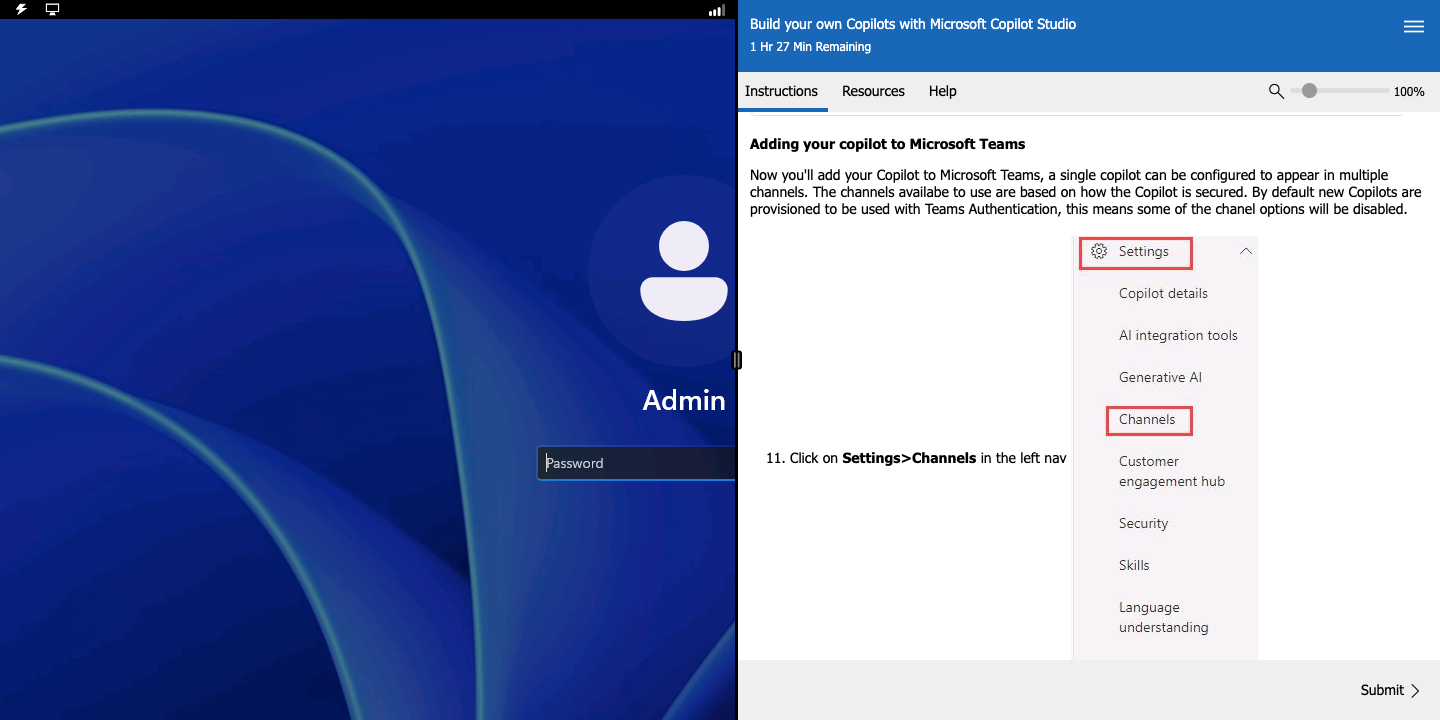 Admin
Password
Build your own Copilots with Microsoft Copilot Studio
1 Hr 27 Min Remaining
Instructions Resources Help 100%
Adding your copilot to Microsoft Teams
Now you'll add your Copilot to Microsoft Teams, a single copilot can be configured to appear in multiple
channels. The channels availabe to use are based on how the Copilot is secured. By default new Copilots are
provisioned to be used with Teams Authentication, this means some of the chanel options will be disabled.
11. Click on Settings>Channels in the left nav
Settings
Copilot details
AI integration tools
Generative AI
Channels
Customer
engagement hub
Security
Skills
Language
understanding
Submit